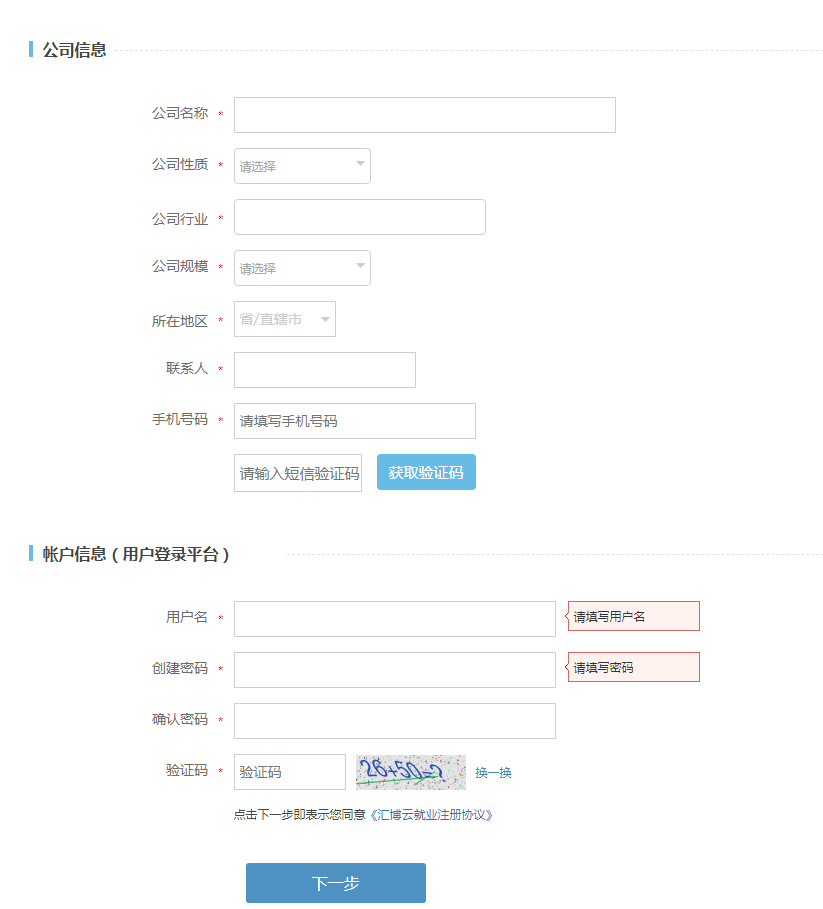 公司信息
公司名称 *
公司性质 * 请选择
公司行业 *
公司规模 * 请选择
所在地区 * 省/直辖市
联系人 *
手机号码 * 请填写手机号码
请输入短信验证码 获取验证码
帐户信息（用户登录平台）
用户名 * 请填写用户名
创建密码 * 请填写密码
确认密码 *
验证码 * 验证码 26+50=? 换一换
点击下一步即表示您同意《汇博云就业注册协议》
下一步